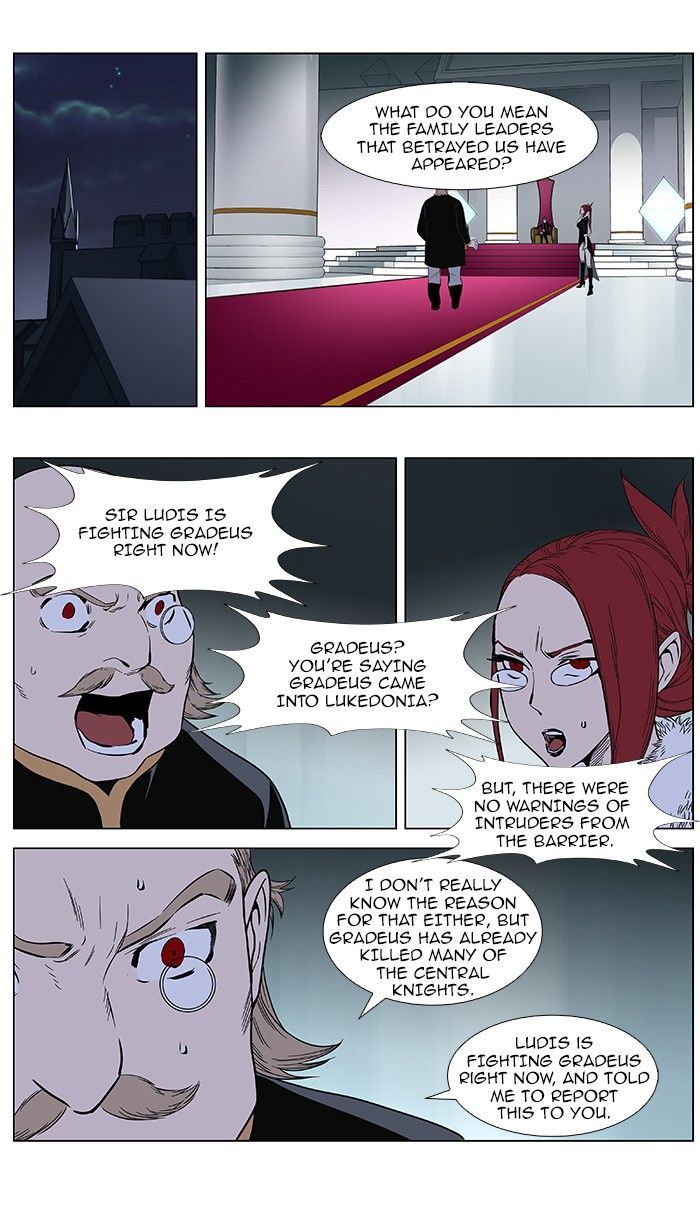 WHAT DO YOU MEAN
THE FAMILY LEADERS
THAT BETRAYED US HAVE
APPEARED?
SIR LUDIS IS
FIGHTING GRADEUS
RIGHT NOW!
GRADEUS?
YOU'RE SAYING
GRADEUS CAME
INTO LUKEDONIA?
BUT, THERE WERE
NO WARNINGS OF
INTRUDERS FROM
THE BARRIER.
I DON'T REALLY
KNOW THE REASON
FOR THAT EITHER, BUT
GRADEUS HAS ALREADY
KILLED MANY OF
THE CENTRAL
KNIGHTS.
LUDIS IS
FIGHTING GRADEUS
RIGHT NOW, AND TOLD
ME TO REPORT
THIS TO YOU.